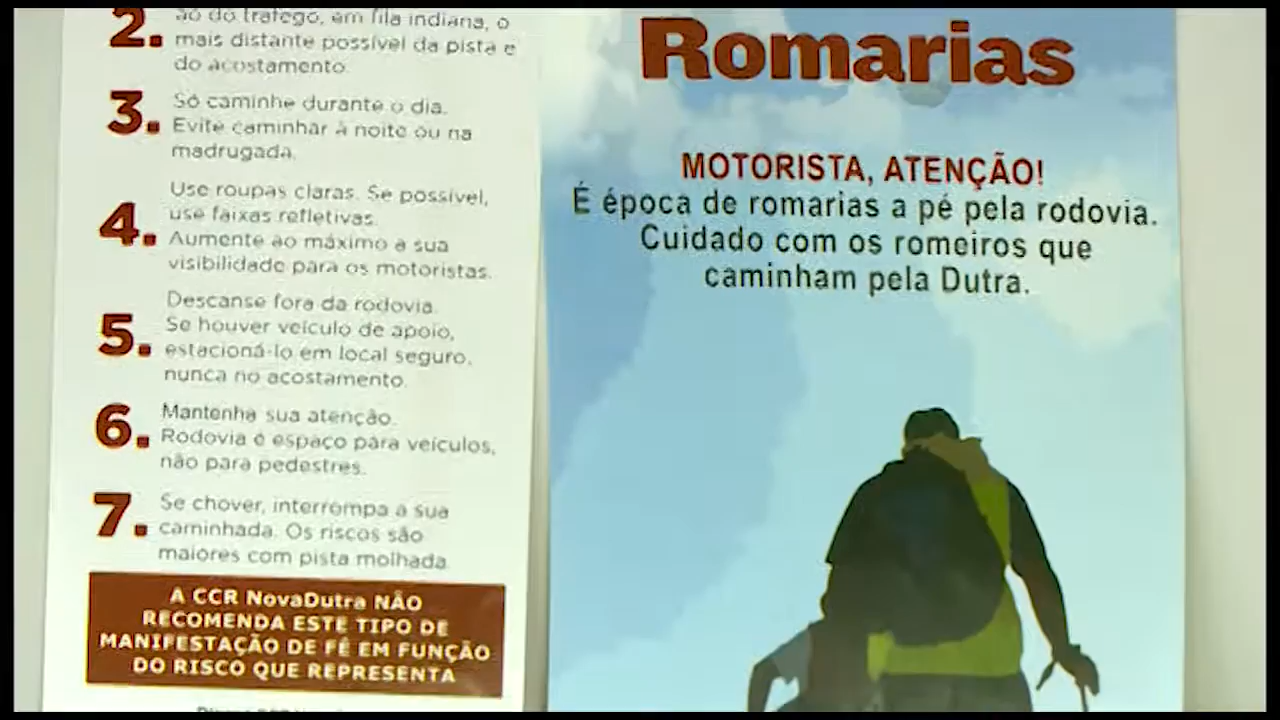 2.
ão do tráfego, em fila indiana, o
mais distante possível da pista e
do acostamento.
3.
Só caminhe durante o dia.
Evite caminhar à noite ou na
madrugada.
4.
Use roupas claras. Se possível,
use faixas refletivas.
Aumente ao máximo a sua
visibilidade para os motoristas.
5.
Descanse fora da rodovia.
Se houver veículo de apoio,
estacioná-lo em local seguro,
nunca no acostamento.
6.
Mantenha sua atenção.
Rodovia é espaço para veículos,
não para pedestres.
7.
Se chover, interrompa a sua
caminhada. Os riscos são
maiores com pista molhada.
A CCR NovaDutra NÃO
RECOMENDA ESTE TIPO DE
MANIFESTAÇÃO DE FÉ EM FUNÇÃO
DO RISCO QUE REPRESENTA
Romarias
MOTORISTA, ATENÇÃO!
É época de romarias a pé pela rodovia.
Cuidado com os romeiros que
caminham pela Dutra.